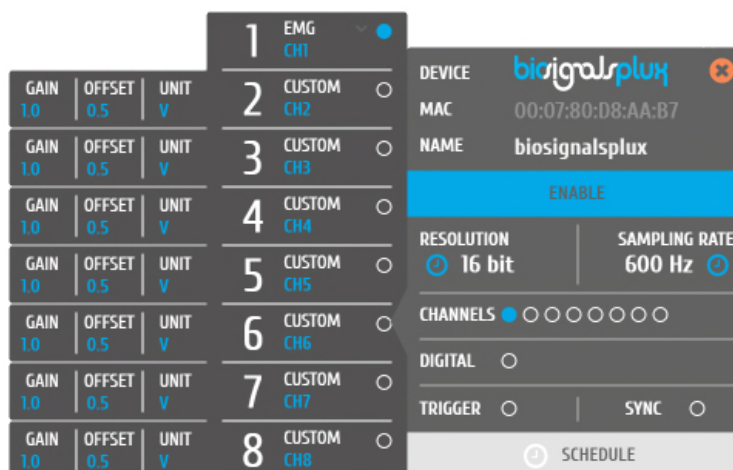 1 EMG
CH1
GAIN OFFSET UNIT
1.0 0.5 V
2 CUSTOM
CH2
GAIN OFFSET UNIT
1.0 0.5 V
3 CUSTOM
CH3
GAIN OFFSET UNIT
1.0 0.5 V
4 CUSTOM
CH4
GAIN OFFSET UNIT
1.0 0.5 V
5 CUSTOM
CH5
GAIN OFFSET UNIT
1.0 0.5 V
6 CUSTOM
CH6
GAIN OFFSET UNIT
1.0 0.5 V
7 CUSTOM
CH7
GAIN OFFSET UNIT
1.0 0.5 V
8 CUSTOM
CH8
DEVICE biosignalsplux
MAC 00:07:80:D8:AA:B7
NAME biosignalsplux
ENABLE
RESOLUTION SAMPLING RATE
16 bit 600 Hz
CHANNELS
DIGITAL
TRIGGER SYNC
SCHEDULE